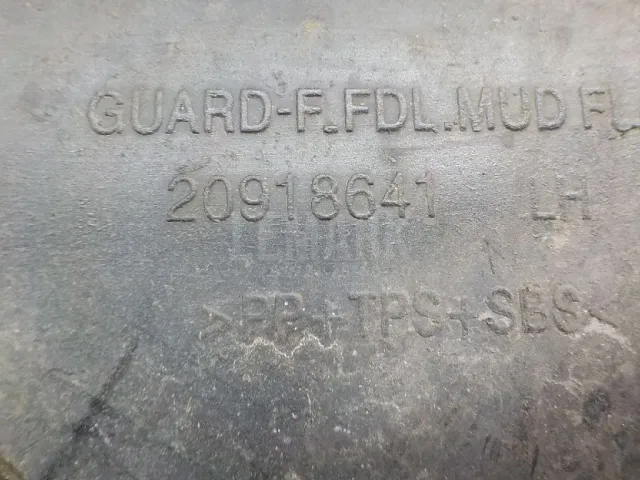 GUARD-F.FDL.MUD FL
20918641 LH
>PP+TPS+SBS<